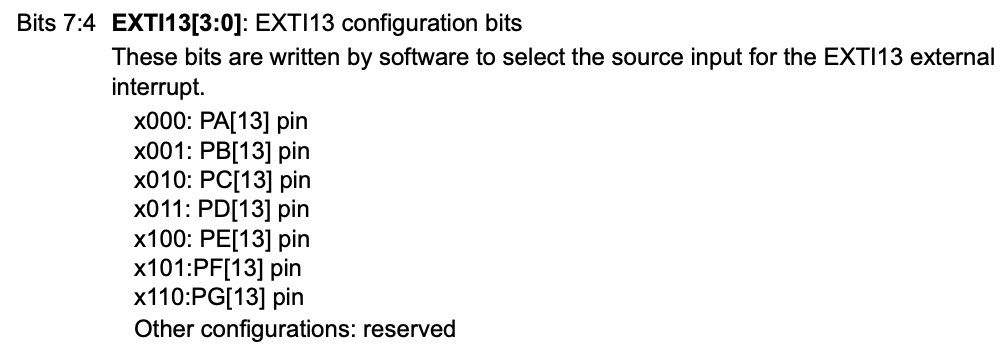 Bits 7:4 EXTI13[3:0]: EXTI13 configuration bits
These bits are written by software to select the source input for the EXTI13 external
interrupt.
x000: PA[13] pin
x001: PB[13] pin
x010: PC[13] pin
x011: PD[13] pin
x100: PE[13] pin
x101:PF[13] pin
x110:PG[13] pin
Other configurations: reserved